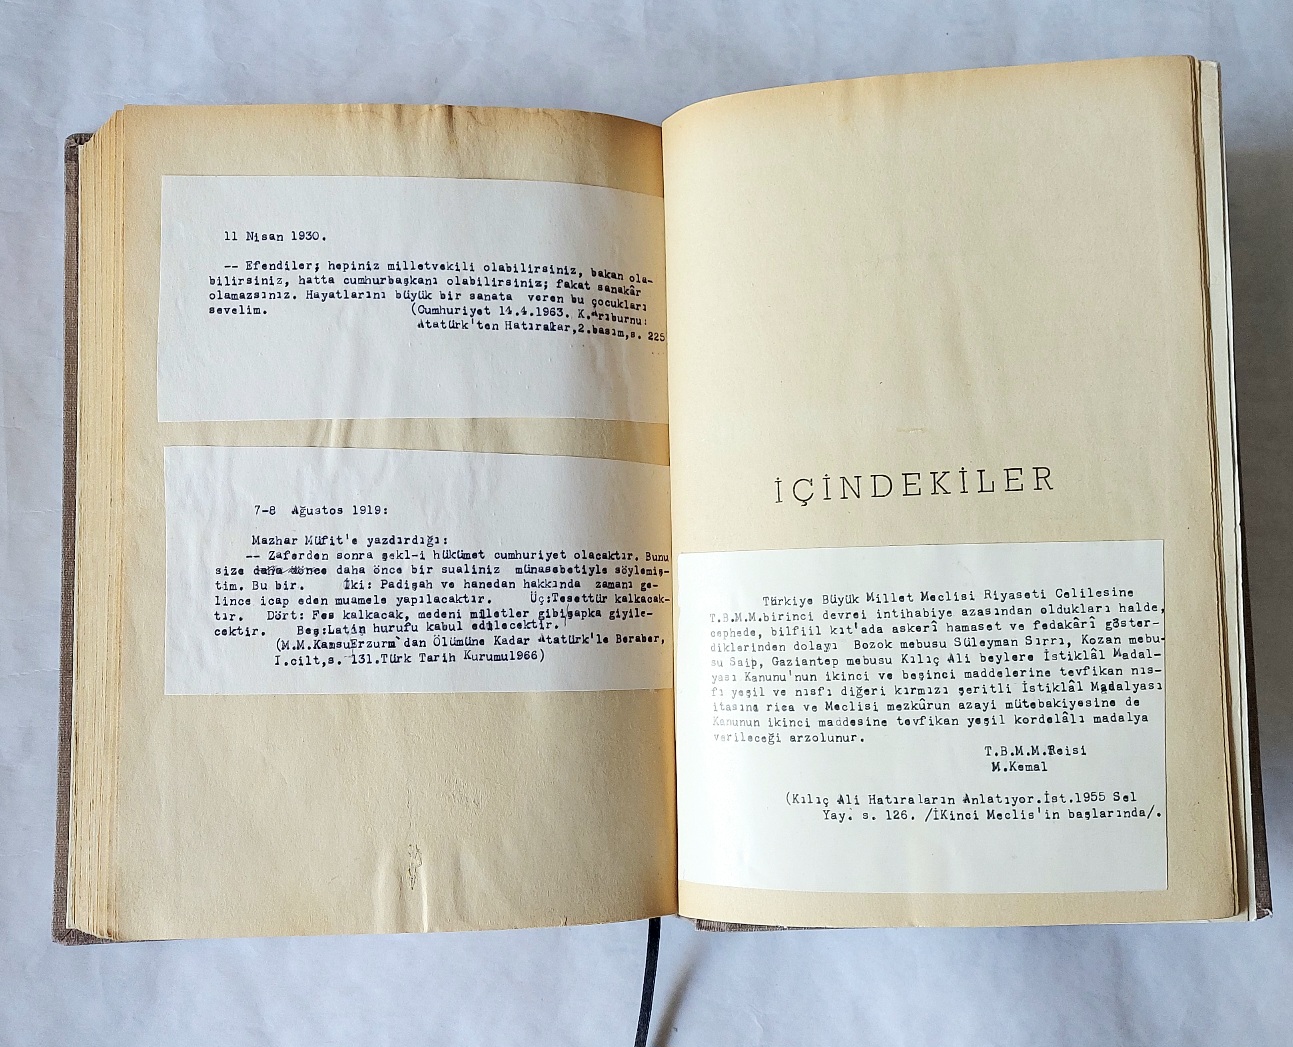 11 Nisan 1930.
-- Efendiler; hepiniz milletvekili olabilirsiniz, bakan ola-
bilirsiniz, hatta cumhurbaşkanı olabilirsiniz; fakat sanakâr
olamazsınız. Hayatlarını büyük bir sanata veren bu çocukları
sevelim. (Cumhuriyet 14.4.1963. K.Arıburnu:
Atatürk'ten Hatıralar,2.basım,s. 225
7-8 Ağustos 1919:
Mazhar Müfit'e yazdırdığı:
-- Zaferden sonra şekl-i hükümet cumhuriyet olacaktır. Bunu
size daha önce daha önce bir sualiniz münasebetiyle söylemiş-
tim. Bu bir. İki: Padişah ve hanedan hakkında zamanı ge-
lince icap eden muamele yapılacaktır. Üç:Tesettür kalkacak-
tır. Dört: Fes kalkacak, medeni milletler gibi şapka giyile-
cektir. Beş:Latin hurufu kabul edilecektir.
(M.M.KansuErzurm'dan Ölümüne Kadar Atatürk'le Beraber,
I.cilt,s. 131.Türk Tarih Kurumu1966)
İÇİNDEKİLER
Türkiye Büyük Millet Meclisi Riyaseti Celilesine
T.B.M.M.birinci devrei intihabiye azasından oldukları halde,
cephede, bilfiil kıt'ada askerî hamaset ve fedakârî göster-
diklerinden dolayı Bozok mebusu Süleyman Sırrı, Kozan mebu-
su Saip, Gaziantep mebusu Kılıç Ali beylere İstiklâl Madal-
yası Kanunu'nun ikinci ve beşinci maddelerine tevfikan nıs-
fı yeşil ve nısfı diğeri kırmızı şeritli İstiklâl Madalyası
itasına rica ve Meclisi mezkûrun azayi mütebakiyesine de
Kanunun ikinci maddesine tevfikan yeşil kordelâlı madalya
verileceği arzolunur.
T.B.M.M.Reisi
M.Kemal
(Kılıç Ali Hatıraların Anlatıyor.İst.1955 Sel
Yay. s. 126. /İKinci Meclis'in başlarında/.